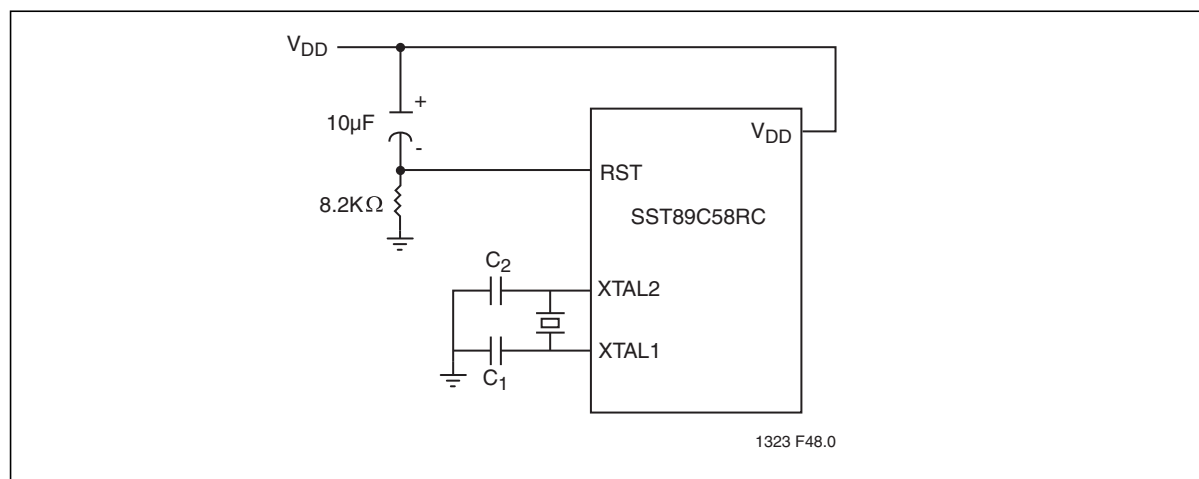 VDD
+
10µF
-
VDD
RST
8.2KΩ
SST89C58RC
C2
XTAL2
XTAL1
C1
1323 F48.0